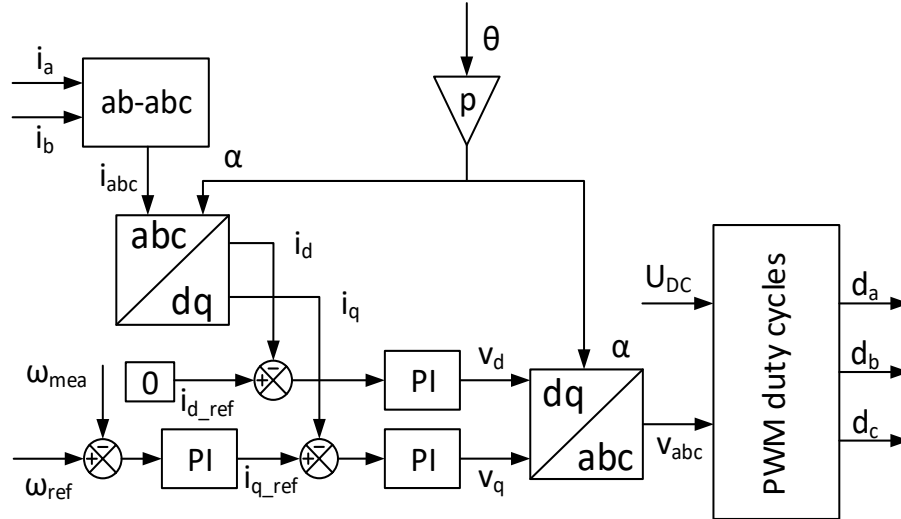 θ
i_a
ab-abc
p
i_b
i_abc
α
abc
i_d
dq
i_q
U_DC
PWM duty cycles
d_a
d_b
d_c
ω_mea
0
i_d_ref
PI
v_d
α
dq
abc
v_abc
ω_ref
PI
i_q_ref
PI
v_q
+
−
+
−
+
−